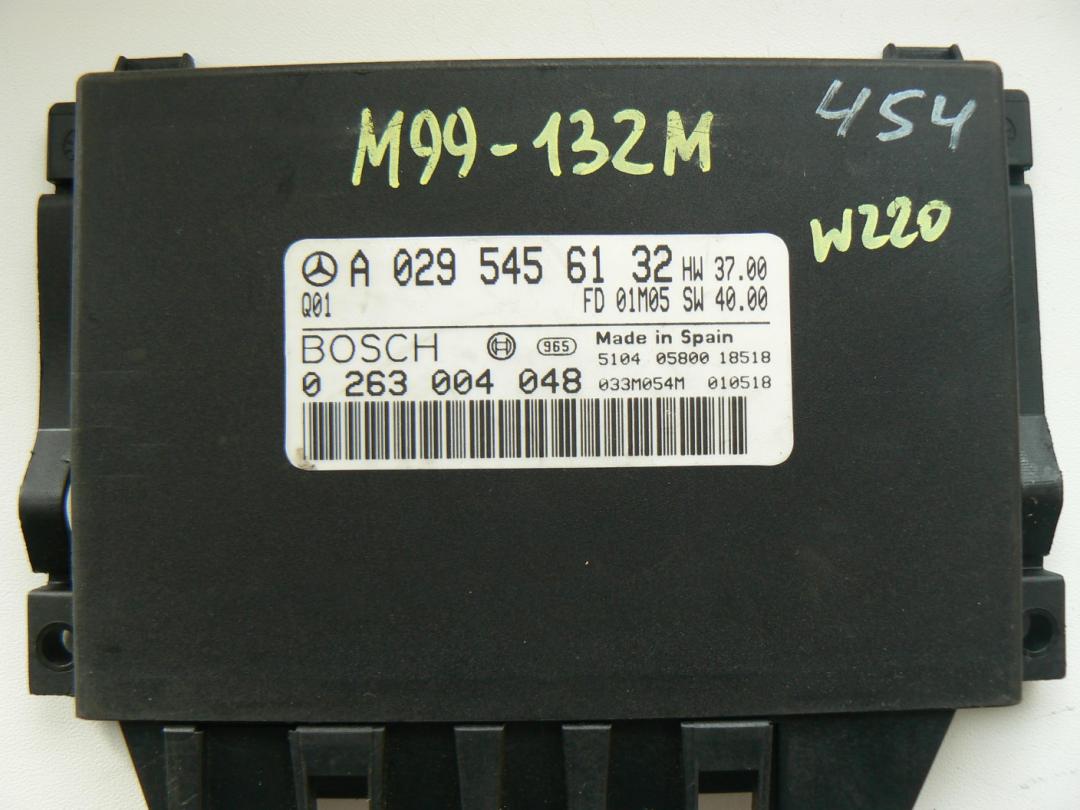 454
M99-132M
W220
A 029 545 61 32 HW 37.00
Q01 FD 01M05 SW 40.00
BOSCH 965 Made in Spain
5104 05800 18518
0 263 004 048 033M054M 010518